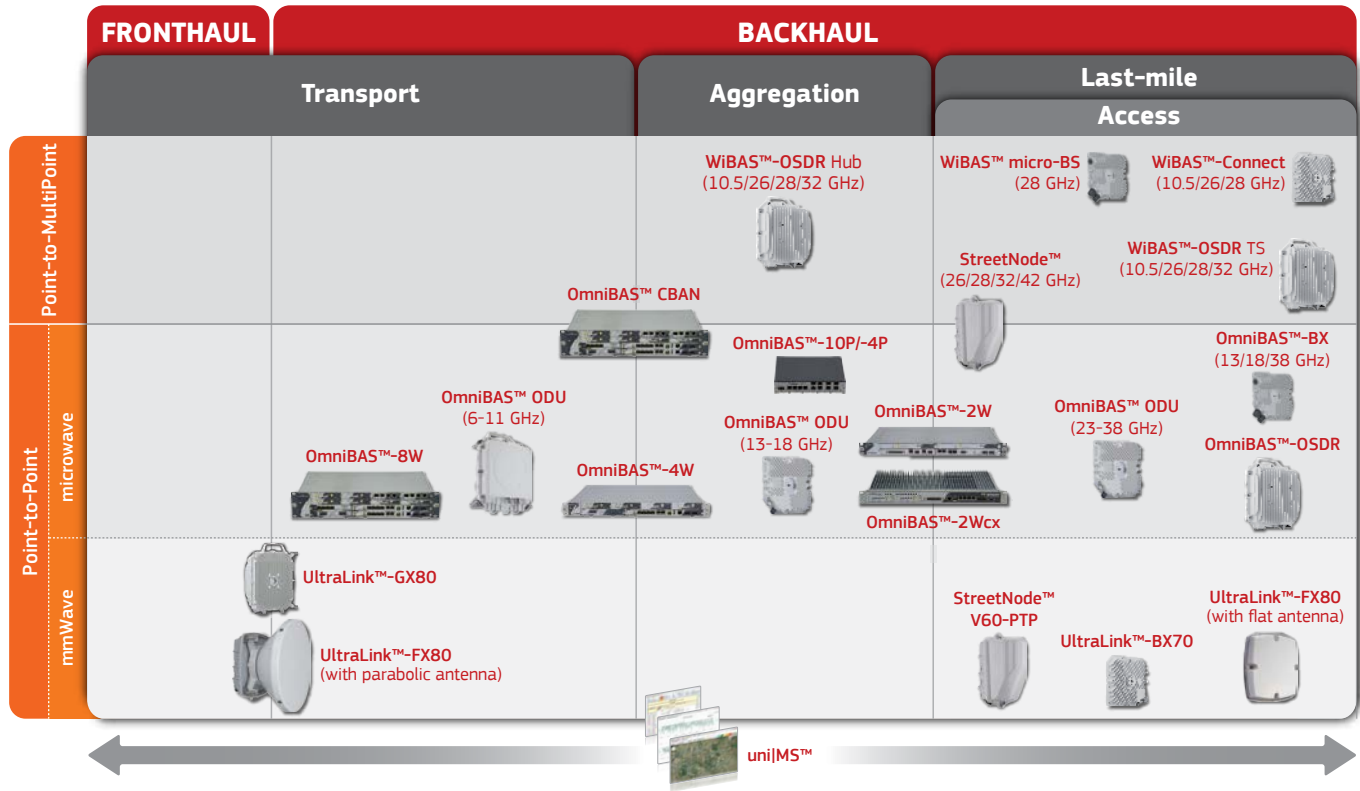 FRONTHAUL
BACKHAUL
Transport
Aggregation
Last-mile
Access
Point-to-MultiPoint
WiBAS™-OSDR Hub
(10.5/26/28/32 GHz)
WiBAS™ micro-BS
(28 GHz)
WiBAS™-Connect
(10.5/26/28 GHz)
StreetNode™
(26/28/32/42 GHz)
WiBAS™-OSDR TS
(10.5/26/28/32 GHz)
OmniBAS™ CBAN
Point-to-Point
microwave
OmniBAS™-10P/-4P
OmniBAS™-BX
(13/18/38 GHz)
OmniBAS™ ODU
(6-11 GHz)
OmniBAS™ ODU
(13-18 GHz)
OmniBAS™-2W
OmniBAS™ ODU
(23-38 GHz)
OmniBAS™-8W
OmniBAS™-4W
OmniBAS™-OSDR
OmniBAS™-2Wcx
mmWave
UltraLink™-GX80
UltraLink™-FX80
(with parabolic antenna)
StreetNode™
V60-PTP
UltraLink™-BX70
UltraLink™-FX80
(with flat antenna)
uni|MS™